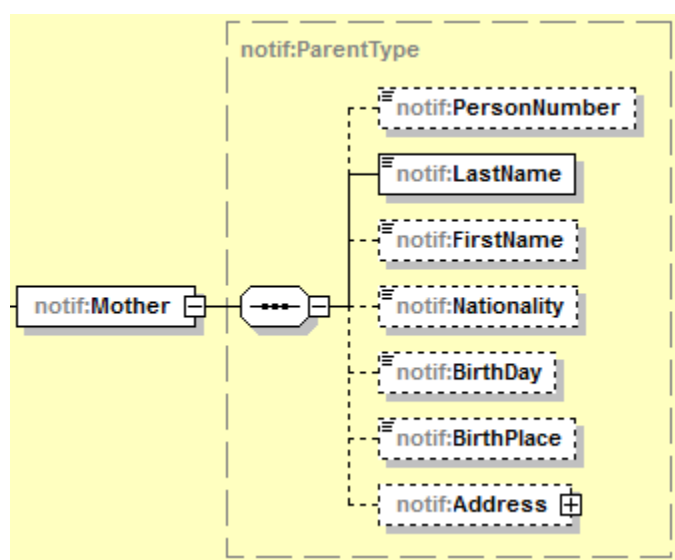 notif:ParentType
notif:PersonNumber
notif:LastName
notif:FirstName
notif:Mother
notif:Nationality
notif:BirthDay
notif:BirthPlace
notif:Address